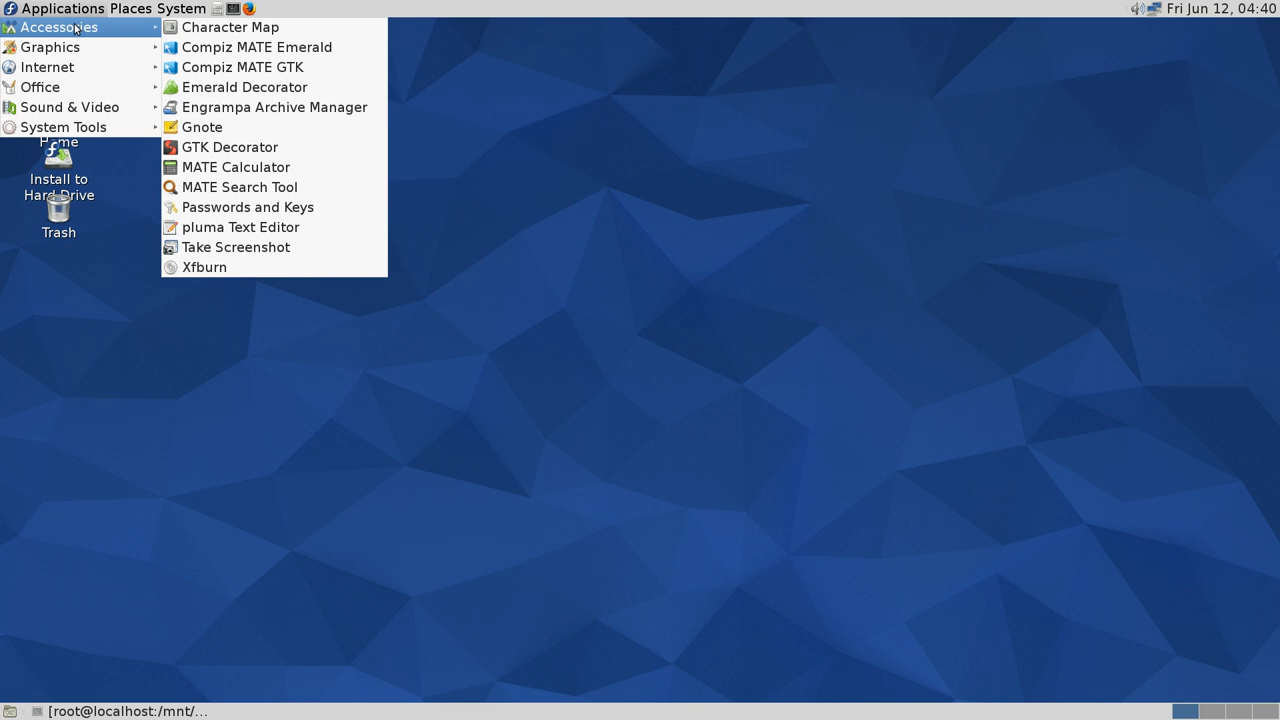 Applications Places System
Fri Jun 12, 04:40
Accessories
Graphics
Internet
Office
Sound & Video
System Tools
Character Map
Compiz MATE Emerald
Compiz MATE GTK
Emerald Decorator
Engrampa Archive Manager
Gnote
GTK Decorator
MATE Calculator
MATE Search Tool
Passwords and Keys
pluma Text Editor
Take Screenshot
Xfburn
Home
Install to
Hard Drive
Trash
[root@localhost:/mnt/...